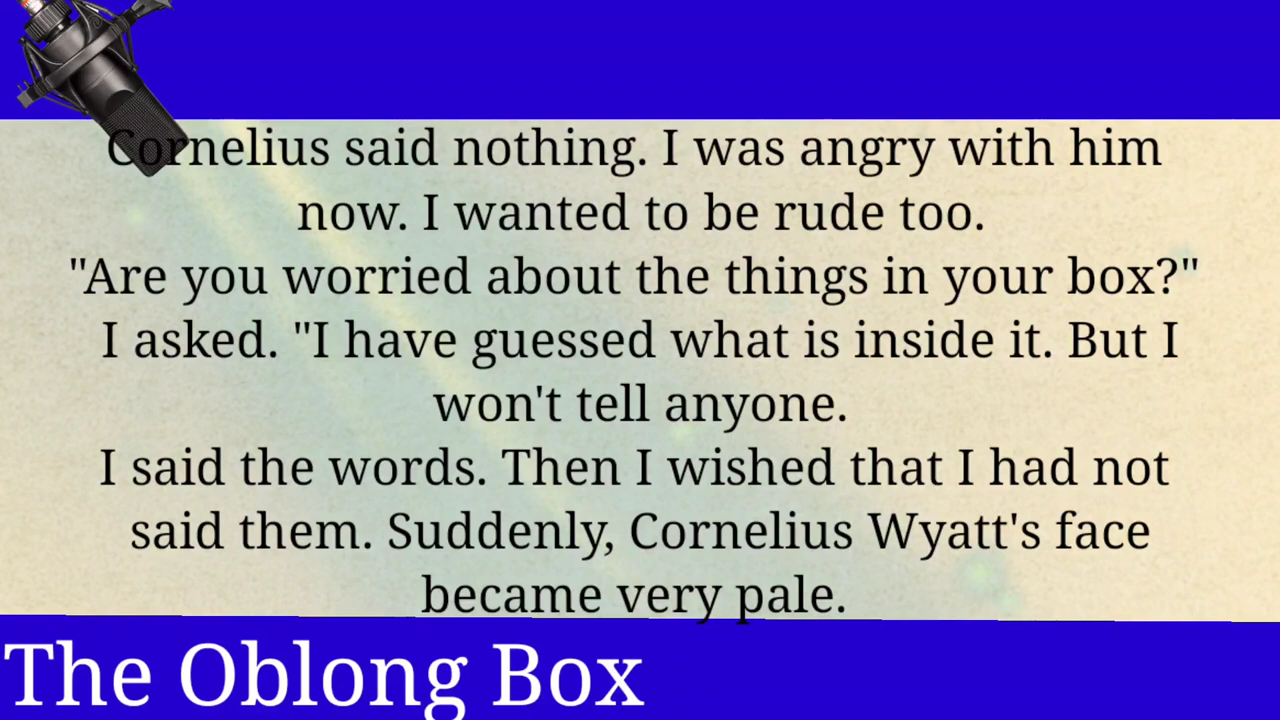 Cornelius said nothing. I was angry with him
now. I wanted to be rude too.
"Are you worried about the things in your box?"
I asked. "I have guessed what is inside it. But I
won't tell anyone.
I said the words. Then I wished that I had not
said them. Suddenly, Cornelius Wyatt's face
became very pale.
The Oblong Box